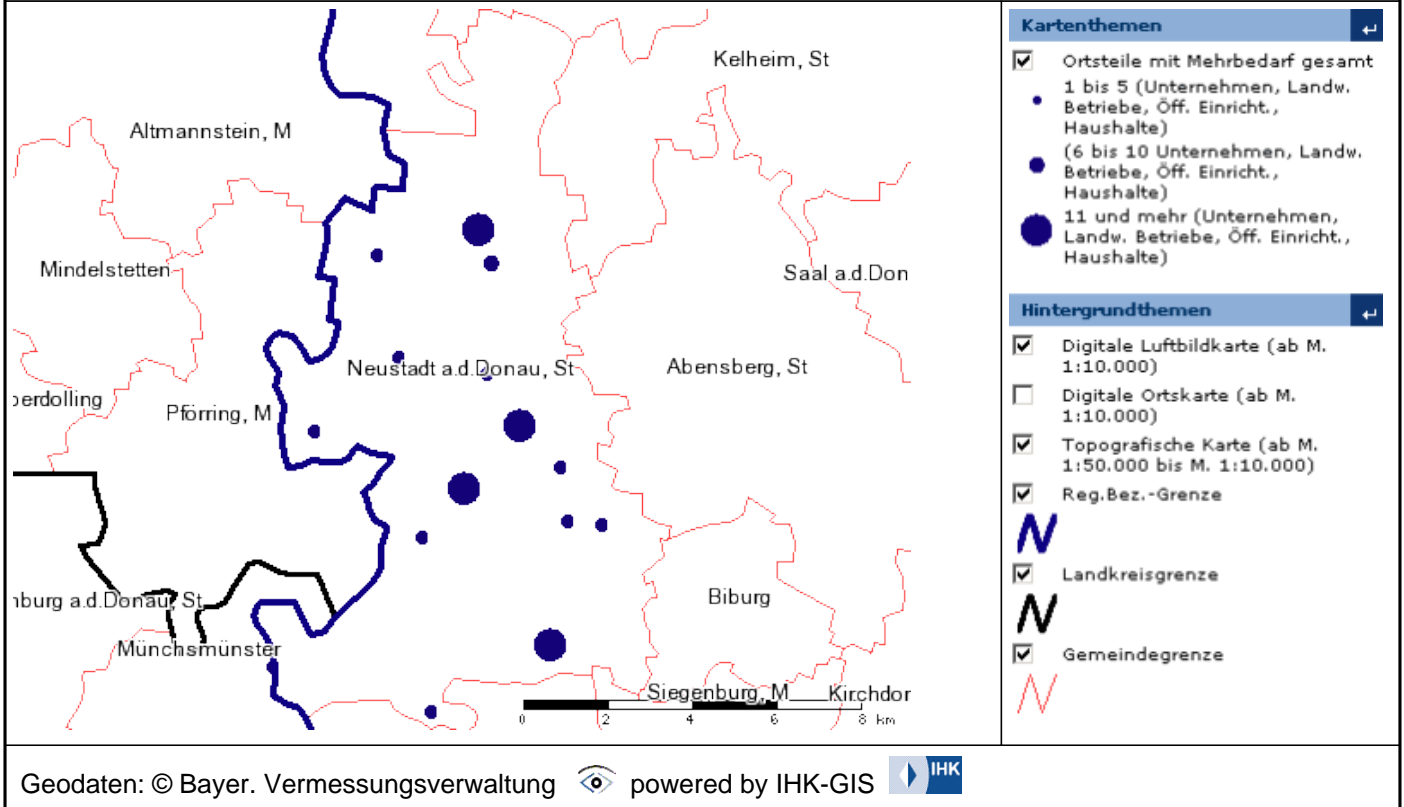 Kelheim, St
Altmannstein, M
Mindelstetten
Saal a.d.Don
Neustadt a.d.Donau, St
Abensberg, St
perdolling
Pförring, M
nburg a.d.Donau, St
Biburg
Münchsmünster
Siegenburg, M
Kirchdor
0 2 4 6 8 km
Kartenthemen
Ortsteile mit Mehrbedarf gesamt
1 bis 5 (Unternehmen, Landw.
Betriebe, Öff. Einricht.,
Haushalte)
(6 bis 10 Unternehmen, Landw.
Betriebe, Öff. Einricht.,
Haushalte)
11 und mehr (Unternehmen,
Landw. Betriebe, Öff. Einricht.,
Haushalte)
Hintergrundthemen
Digitale Luftbildkarte (ab M.
1:10.000)
Digitale Ortskarte (ab M.
1:10.000)
Topografische Karte (ab M.
1:50.000 bis M. 1:10.000)
Reg.Bez.-Grenze
Landkreisgrenze
Gemeindegrenze
Geodaten: © Bayer. Vermessungsverwaltung powered by IHK-GIS IHK